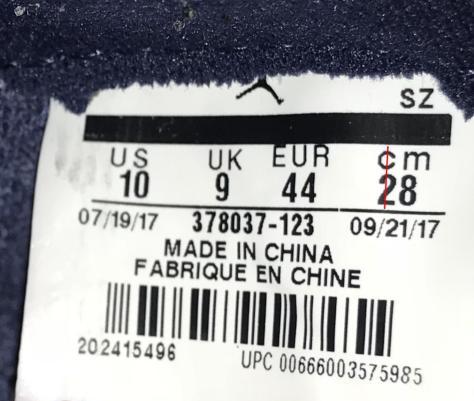 SZ
US UK EUR cm
10 9 44 28
07/19/17 378037-123 09/21/17
MADE IN CHINA
FABRIQUE EN CHINE
202415496 UPC 00666003575985